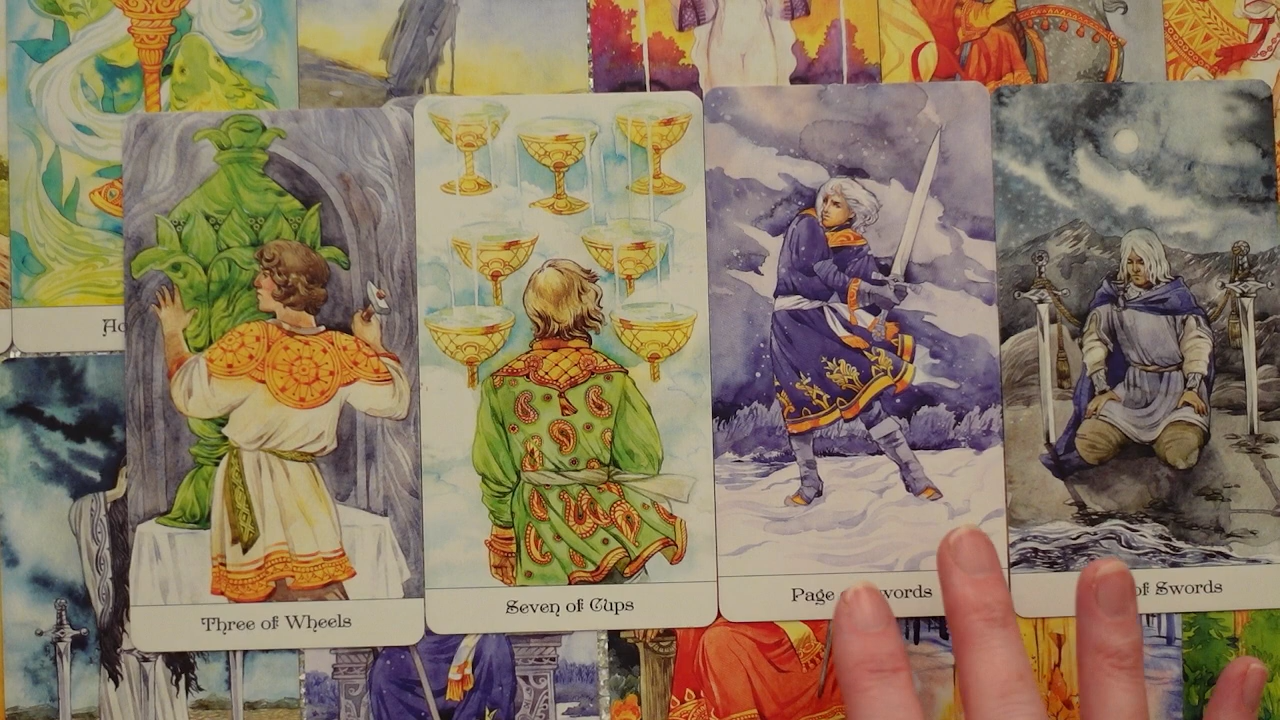 Three of Wheels
Seven of Cups
Page of Swords
of Swords